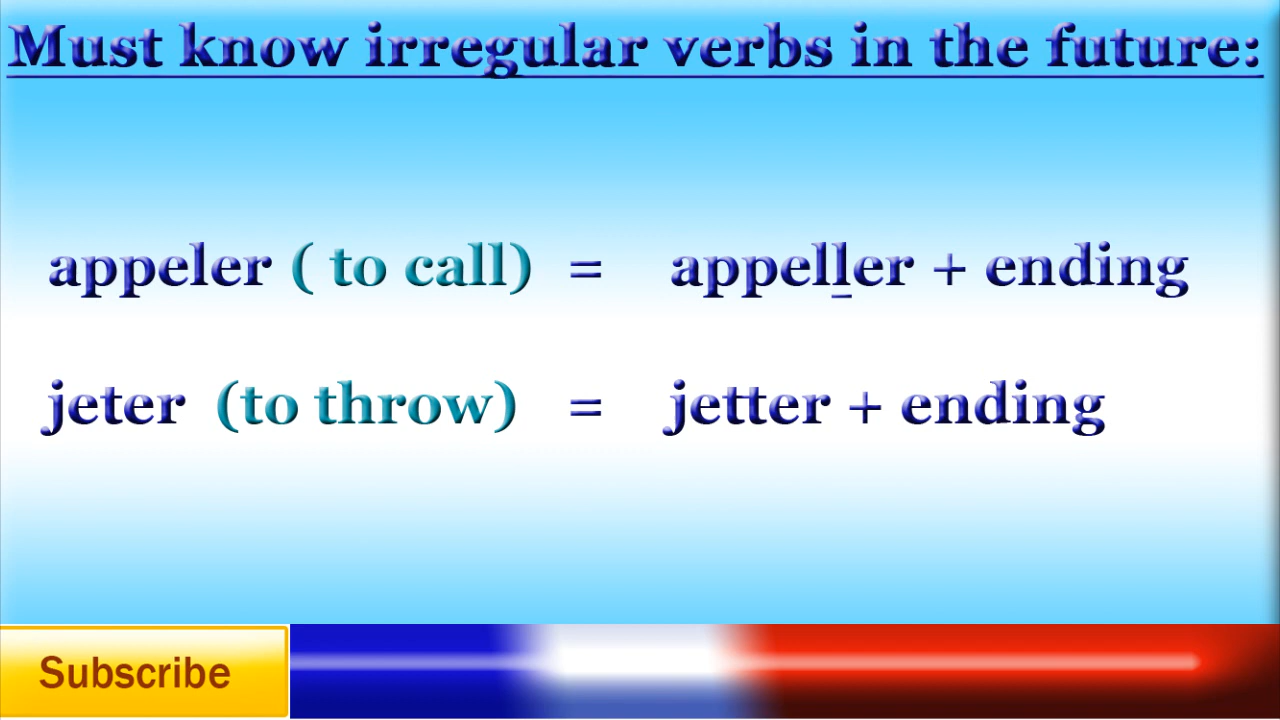 Must know irregular verbs in the future:
appeler ( to call) = appeller + ending
jeter (to throw) = jetter + ending
Subscribe